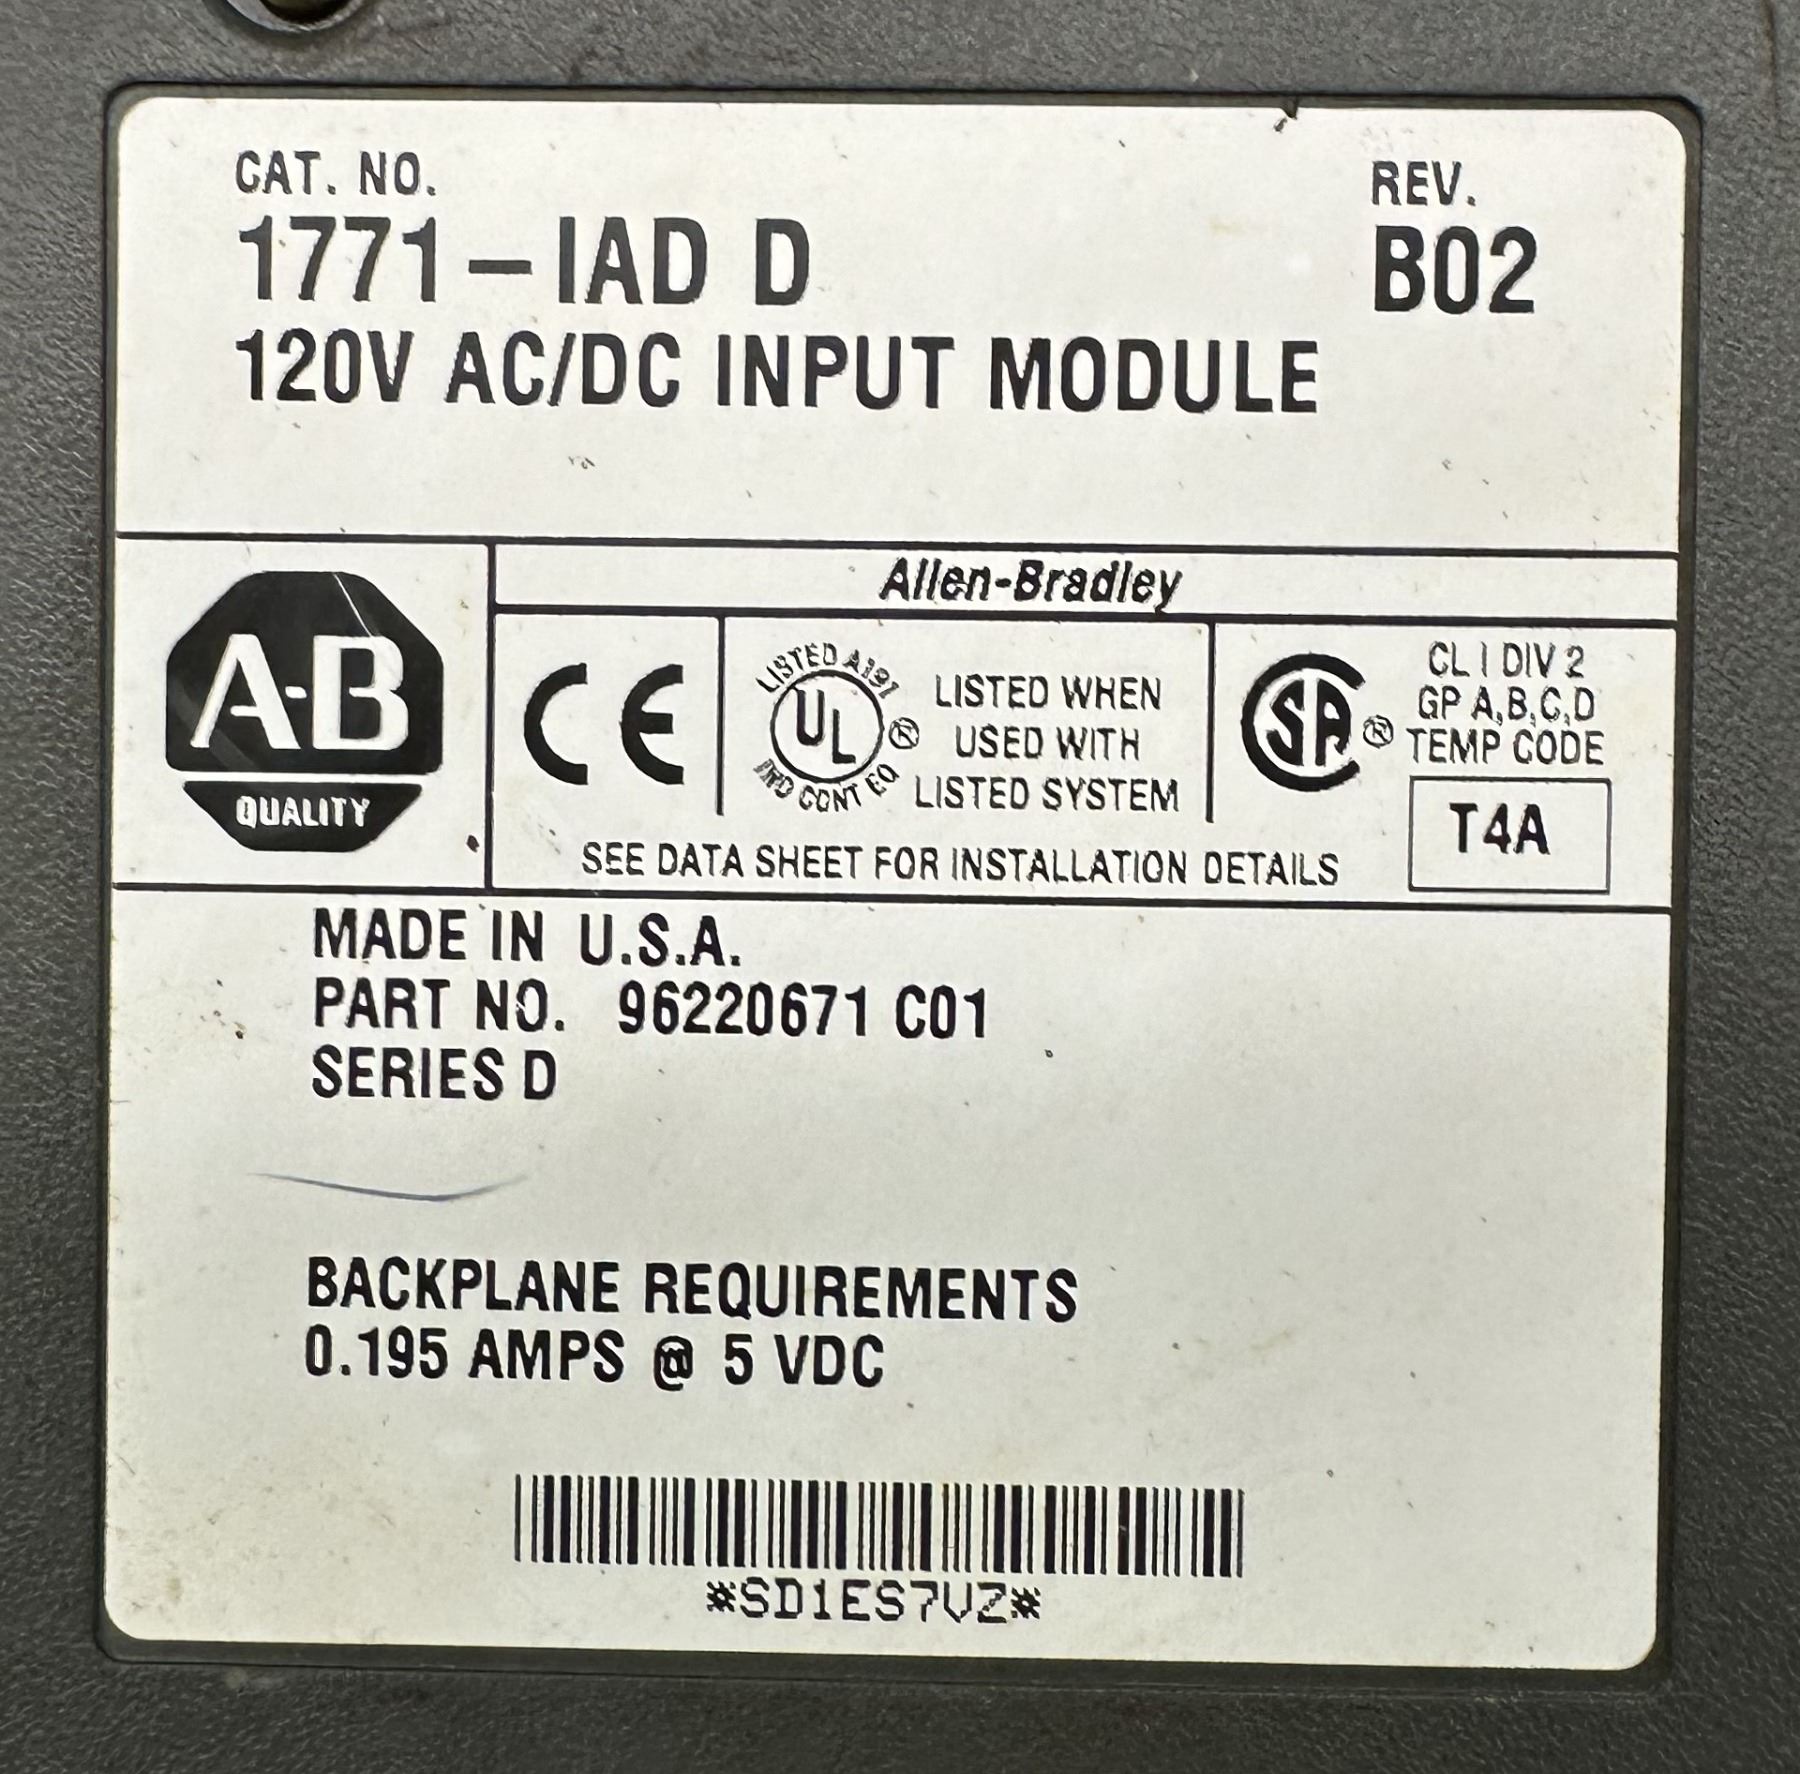 CAT. NO.
1771-IAD D
REV.
B02
120V AC/DC INPUT MODULE
Allen-Bradley
A-B
QUALITY
CE
LISTED A197
UL ®
IND CONT EQ
LISTED WHEN
USED WITH
LISTED SYSTEM
SA ®
CL I DIV 2
GP A,B,C,D
TEMP CODE
T4A
SEE DATA SHEET FOR INSTALLATION DETAILS
MADE IN U.S.A.
PART NO. 96220671 C01
SERIES D
BACKPLANE REQUIREMENTS
0.195 AMPS @ 5 VDC
*SD1ES7VZ*